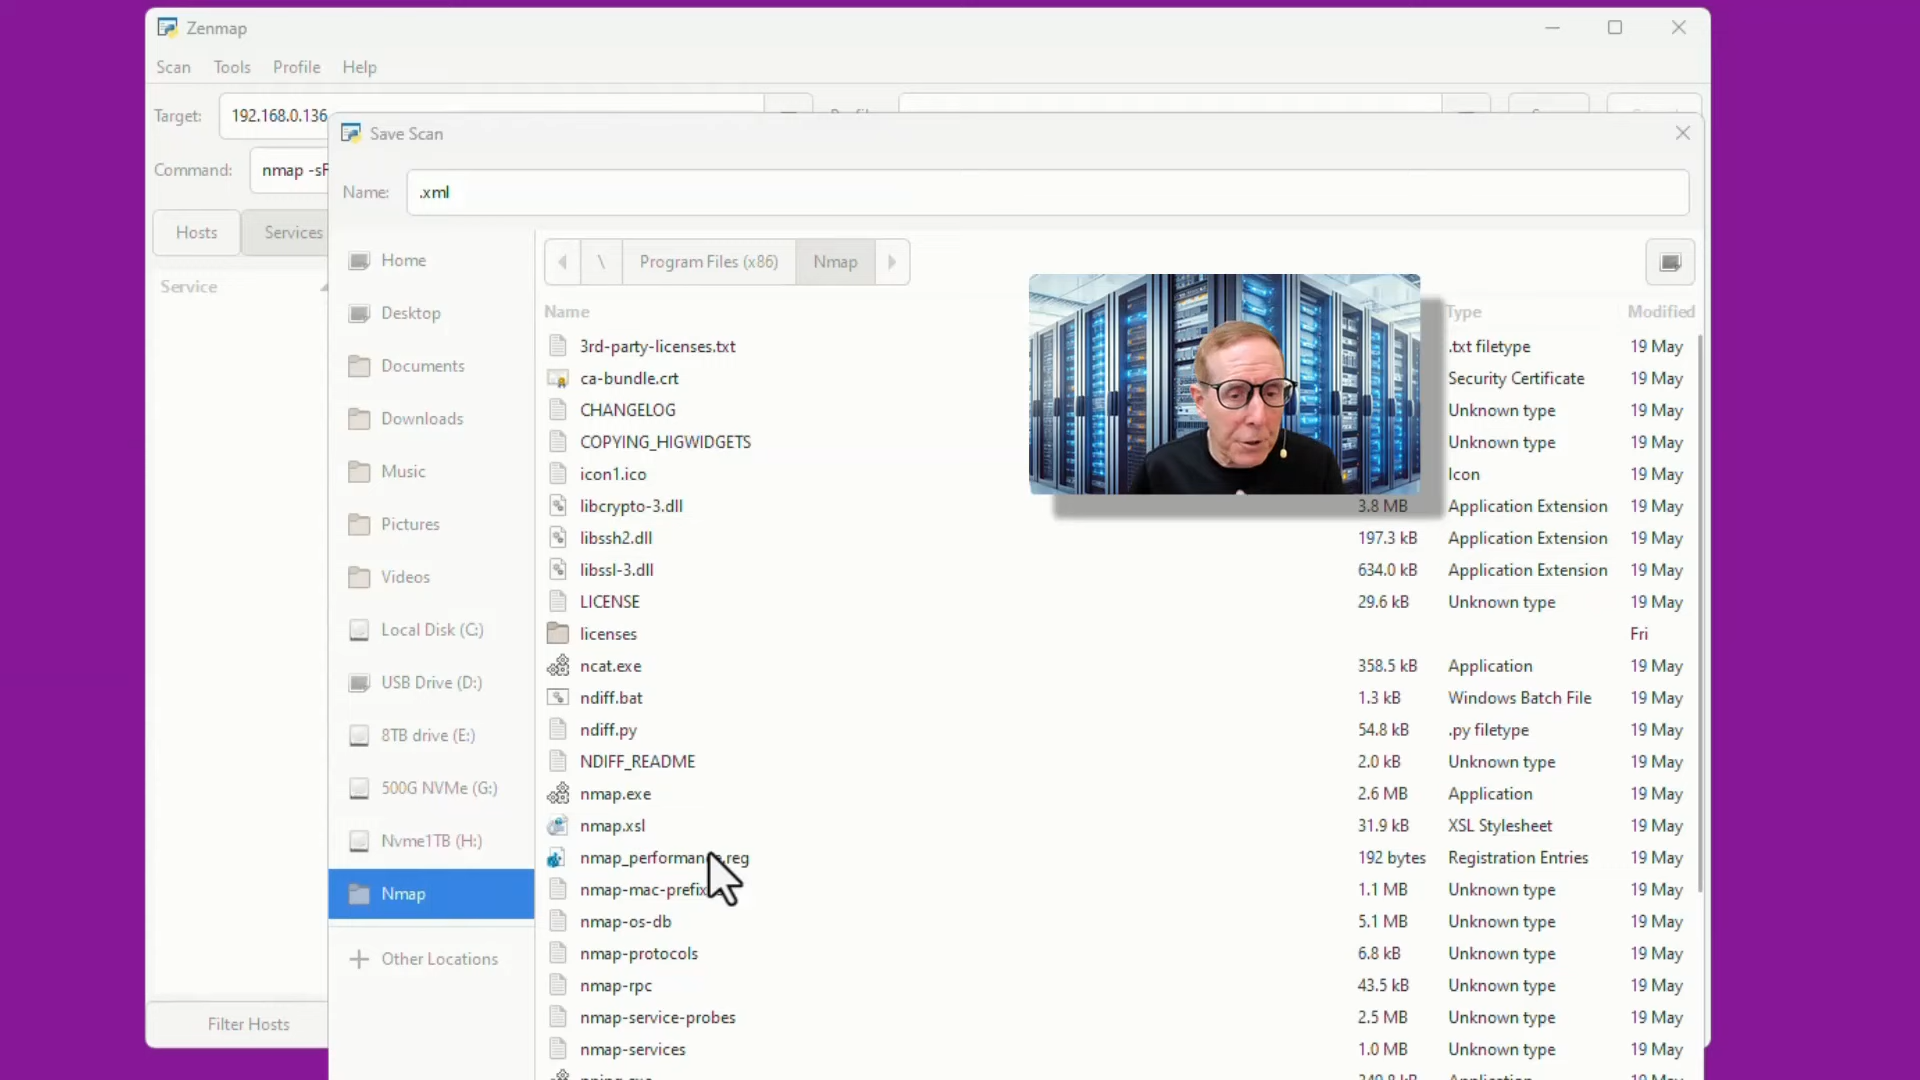 Zenmap
Scan Tools Profile Help
Target: 192.168.0.136
Save Scan
Command: nmap -sF
Name: .xml
Hosts Services
Service
Home
Desktop
Documents
Downloads
Music
Pictures
Videos
Local Disk (C:)
USB Drive (D:)
8TB drive (E:)
500G NVMe (G:)
Nvme1TB (H:)
Nmap
Other Locations
Filter Hosts
\ Program Files (x86) Nmap
Name Type Modified
3rd-party-licenses.txt .txt filetype 19 May
ca-bundle.crt Security Certificate 19 May
CHANGELOG Unknown type 19 May
COPYING_HIGWIDGETS Unknown type 19 May
icon1.ico Icon 19 May
libcrypto-3.dll 3.8 MB Application Extension 19 May
libssh2.dll 197.3 kB Application Extension 19 May
libssl-3.dll 634.0 kB Application Extension 19 May
LICENSE 29.6 kB Unknown type 19 May
licenses Fri
ncat.exe 358.5 kB Application 19 May
ndiff.bat 1.3 kB Windows Batch File 19 May
ndiff.py 54.8 kB .py filetype 19 May
NDIFF_README 2.0 kB Unknown type 19 May
nmap.exe 2.6 MB Application 19 May
nmap.xsl 31.9 kB XSL Stylesheet 19 May
nmap_performance.reg 192 bytes Registration Entries 19 May
nmap-mac-prefix 1.1 MB Unknown type 19 May
nmap-os-db 5.1 MB Unknown type 19 May
nmap-protocols 6.8 kB Unknown type 19 May
nmap-rpc 43.5 kB Unknown type 19 May
nmap-service-probes 2.5 MB Unknown type 19 May
nmap-services 1.0 MB Unknown type 19 May